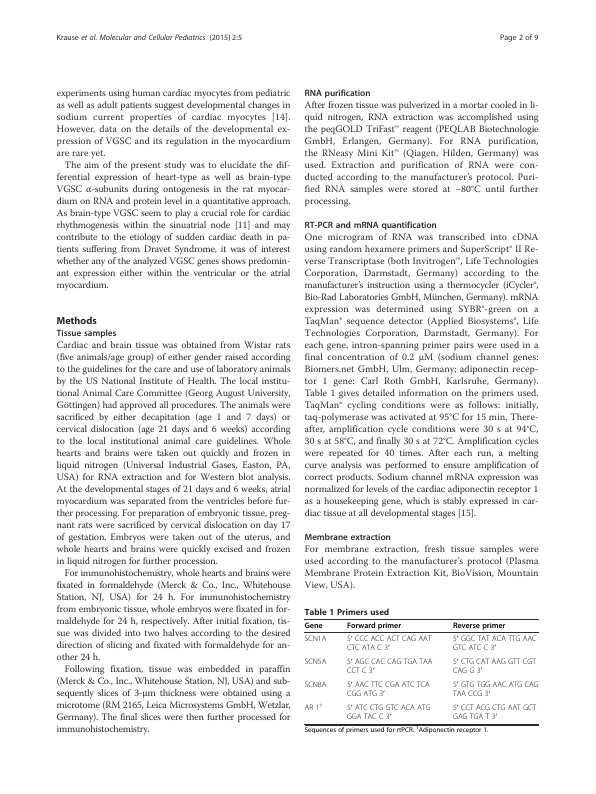 Krause et al. Molecular and Cellular Pediatrics (2015) 2:5
Page 2 of 9
experiments using human cardiac myocytes from pediatric
as well as adult patients suggest developmental changes in
sodium current properties of cardiac myocytes [14].
However, data on the details of the developmental ex-
pression of VGSC and its regulation in the myocardium
are rare yet.
The aim of the present study was to elucidate the dif-
ferential expression of heart-type as well as brain-type
VGSC α-subunits during ontogenesis in the rat myocar-
dium on RNA and protein level in a quantitative approach.
As brain-type VGSC seem to play a crucial role for cardiac
rhythmogenesis within the sinuatrial node [11] and may
contribute to the etiology of sudden cardiac death in pa-
tients suffering from Dravet Syndrome, it was of interest
whether any of the analyzed VGSC genes shows predomin-
ant expression either within the ventricular or the atrial
myocardium.
Methods
Tissue samples
Cardiac and brain tissue was obtained from Wistar rats
(five animals/age group) of either gender raised according
to the guidelines for the care and use of laboratory animals
by the US National Institute of Health. The local institu-
tional Animal Care Committee (Georg August University,
Göttingen) had approved all procedures. The animals were
sacrificed by either decapitation (age 1 and 7 days) or
cervical dislocation (age 21 days and 6 weeks) according
to the local institutional animal care guidelines. Whole
hearts and brains were taken out quickly and frozen in
liquid nitrogen (Universal Industrial Gases, Easton, PA,
USA) for RNA extraction and for Western blot analysis.
At the developmental stages of 21 days and 6 weeks, atrial
myocardium was separated from the ventricles before fur-
ther processing. For preparation of embryonic tissue, preg-
nant rats were sacrificed by cervical dislocation on day 17
of gestation. Embryos were taken out of the uterus, and
whole hearts and brains were quickly excised and frozen
in liquid nitrogen for further procession.
For immunohistochemistry, whole hearts and brains were
fixated in formaldehyde (Merck & Co., Inc., Whitehouse
Station, NJ, USA) for 24 h. For immunohistochemistry
from embryonic tissue, whole embryos were fixated in for-
maldehyde for 24 h, respectively. After initial fixation, tis-
sue was divided into two halves according to the desired
direction of slicing and fixated with formaldehyde for an-
other 24 h.
Following fixation, tissue was embedded in paraffin
(Merck & Co., Inc., Whitehouse Station, NJ, USA) and sub-
sequently slices of 3-μm thickness were obtained using a
microtome (RM 2165, Leica Microsystems GmbH, Wetzlar,
Germany). The final slices were then further processed for
immunohistochemistry.
RNA purification
After frozen tissue was pulverized in a mortar cooled in li-
quid nitrogen, RNA extraction was accomplished using
the peqGOLD TriFast™ reagent (PEQLAB Biotechnologie
GmbH, Erlangen, Germany). For RNA purification,
the RNeasy Mini Kit™ (Qiagen, Hilden, Germany) was
used. Extraction and purification of RNA were con-
ducted according to the manufacturer's protocol. Puri-
fied RNA samples were stored at −80°C until further
processing.
RT-PCR and mRNA quantification
One microgram of RNA was transcribed into cDNA
using random hexamere primers and SuperScript® II Re-
verse Transcriptase (both Invitrogen™, Life Technologies
Corporation, Darmstadt, Germany) according to the
manufacturer's instruction using a thermocycler (iCycler®,
Bio-Rad Laboratories GmbH, München, Germany). mRNA
expression was determined using SYBR®-green on a
TaqMan® sequence detector (Applied Biosystems®, Life
Technologies Corporation, Darmstadt, Germany). For
each gene, intron-spanning primer pairs were used in a
final concentration of 0.2 μM (sodium channel genes:
Biomers.net GmbH, Ulm, Germany; adiponectin recep-
tor 1 gene: Carl Roth GmbH, Karlsruhe, Germany).
Table 1 gives detailed information on the primers used.
TaqMan® cycling conditions were as follows: initially,
taq-polymerase was activated at 95°C for 15 min. There-
after, amplification cycle conditions were 30 s at 94°C,
30 s at 58°C, and finally 30 s at 72°C. Amplification cycles
were repeated for 40 times. After each run, a melting
curve analysis was performed to ensure amplification of
correct products. Sodium channel mRNA expression was
normalized for levels of the cardiac adiponectin receptor 1
as a housekeeping gene, which is stably expressed in car-
diac tissue at all developmental stages [15].
Membrane extraction
For membrane extraction, fresh tissue samples were
used according to the manufacturer's protocol (Plasma
Membrane Protein Extraction Kit, BioVision, Mountain
View, USA).
Table 1 Primers used
Gene Forward primer Reverse primer
SCN1A 5′ CCC ACC ACT CAG AAT 5′ GGC TAT ACA TTG AAC
CTC ATA C 3′ GTC ATC C 3′
SCN5A 5′ AGC CAC CAG TGA TAA 5′ CTG CAT AAG GTT CGT
CCT C 3′ CAG G 3′
SCN8A 5′ AAC TTC CGA ATC TCA 5′ GTG TGG AAC ATG CAG
CGG ATG 3′ TAA CCG 3′
AR 1† 5′ ATC CTG GTC ACA ATG 5′ CCT ACG CTG AAT GCT
GGA TAC C 3′ GAG TGA T 3′
Sequences of primers used for rtPCR. †Adiponectin receptor 1.